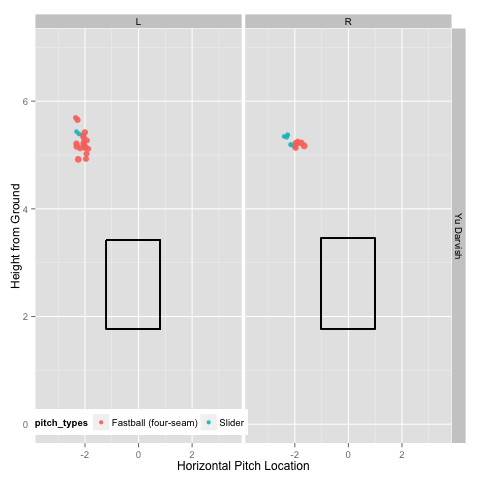 L
R
6
4
2
0
Height from Ground
Yu Darvish
pitch_types
Fastball (four-seam)
Slider
-2
0
2
-2
0
2
Horizontal Pitch Location